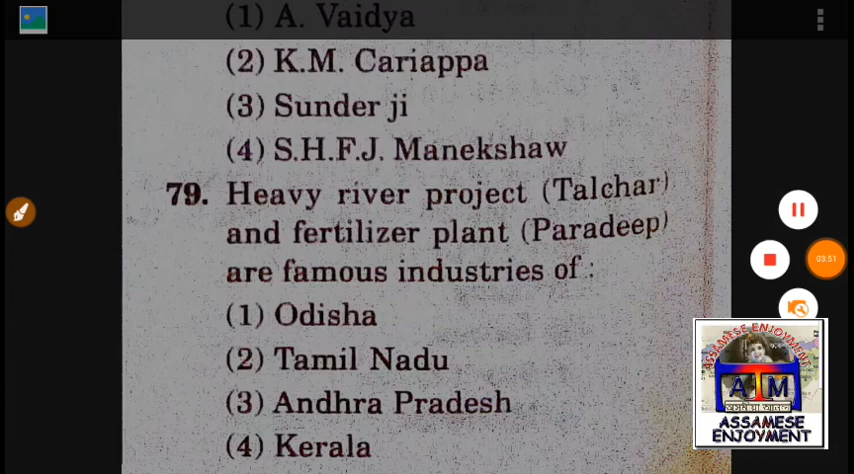 (1) A. Vaidya
(2) K.M. Cariappa
(3) Sunder ji
(4) S.H.F.J. Manekshaw
79. Heavy river project (Talchar)
and fertilizer plant (Paradeep)
are famous industries of :
(1) Odisha
(2) Tamil Nadu
(3) Andhra Pradesh
(4) Kerala
03:51
ASSAMESE ENJOYMENT
ATM
ASSAMESE
ENJOYMENT